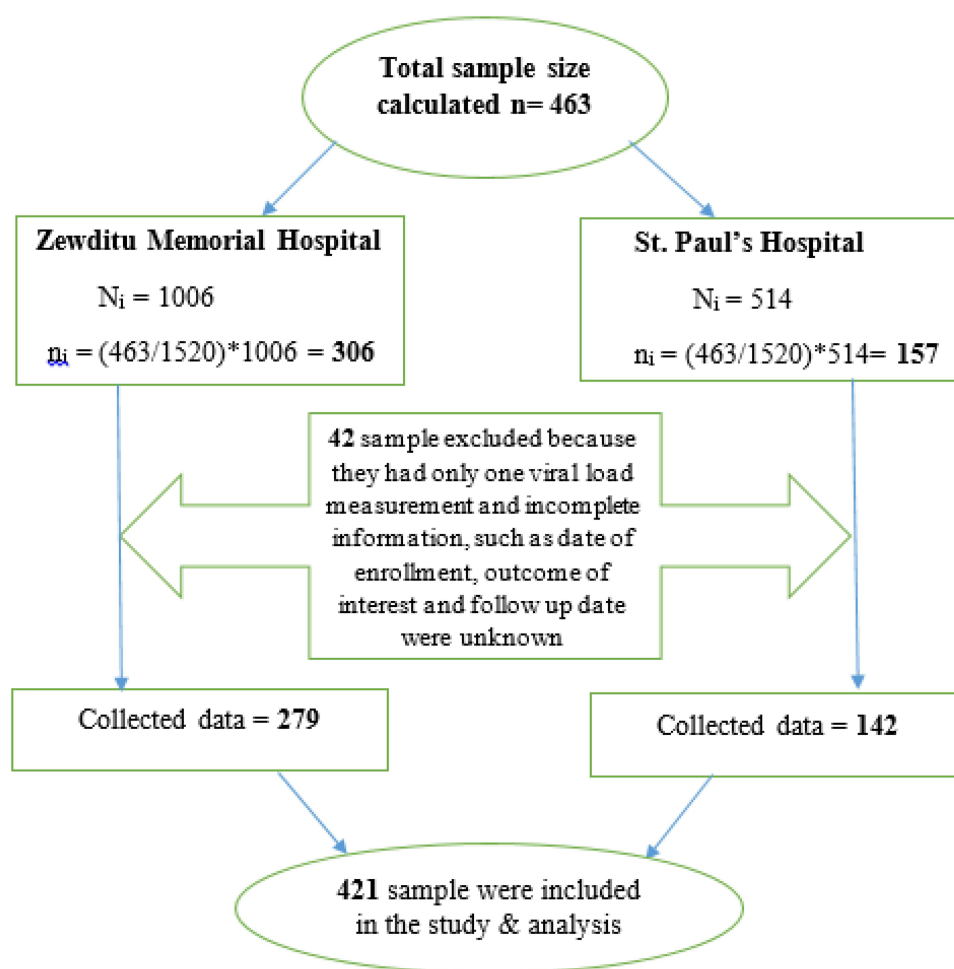 Total sample size
calculated n= 463
Zewditu Memorial Hospital
Nᵢ = 1006
nᵢ = (463/1520)*1006 = 306
St. Paul’s Hospital
Nᵢ = 514
nᵢ = (463/1520)*514= 157
42 sample excluded because
they had only one viral load
measurement and incomplete
information, such as date of
enrollment, outcome of
interest and follow up date
were unknown
Collected data = 279
Collected data = 142
421 sample were included
in the study & analysis